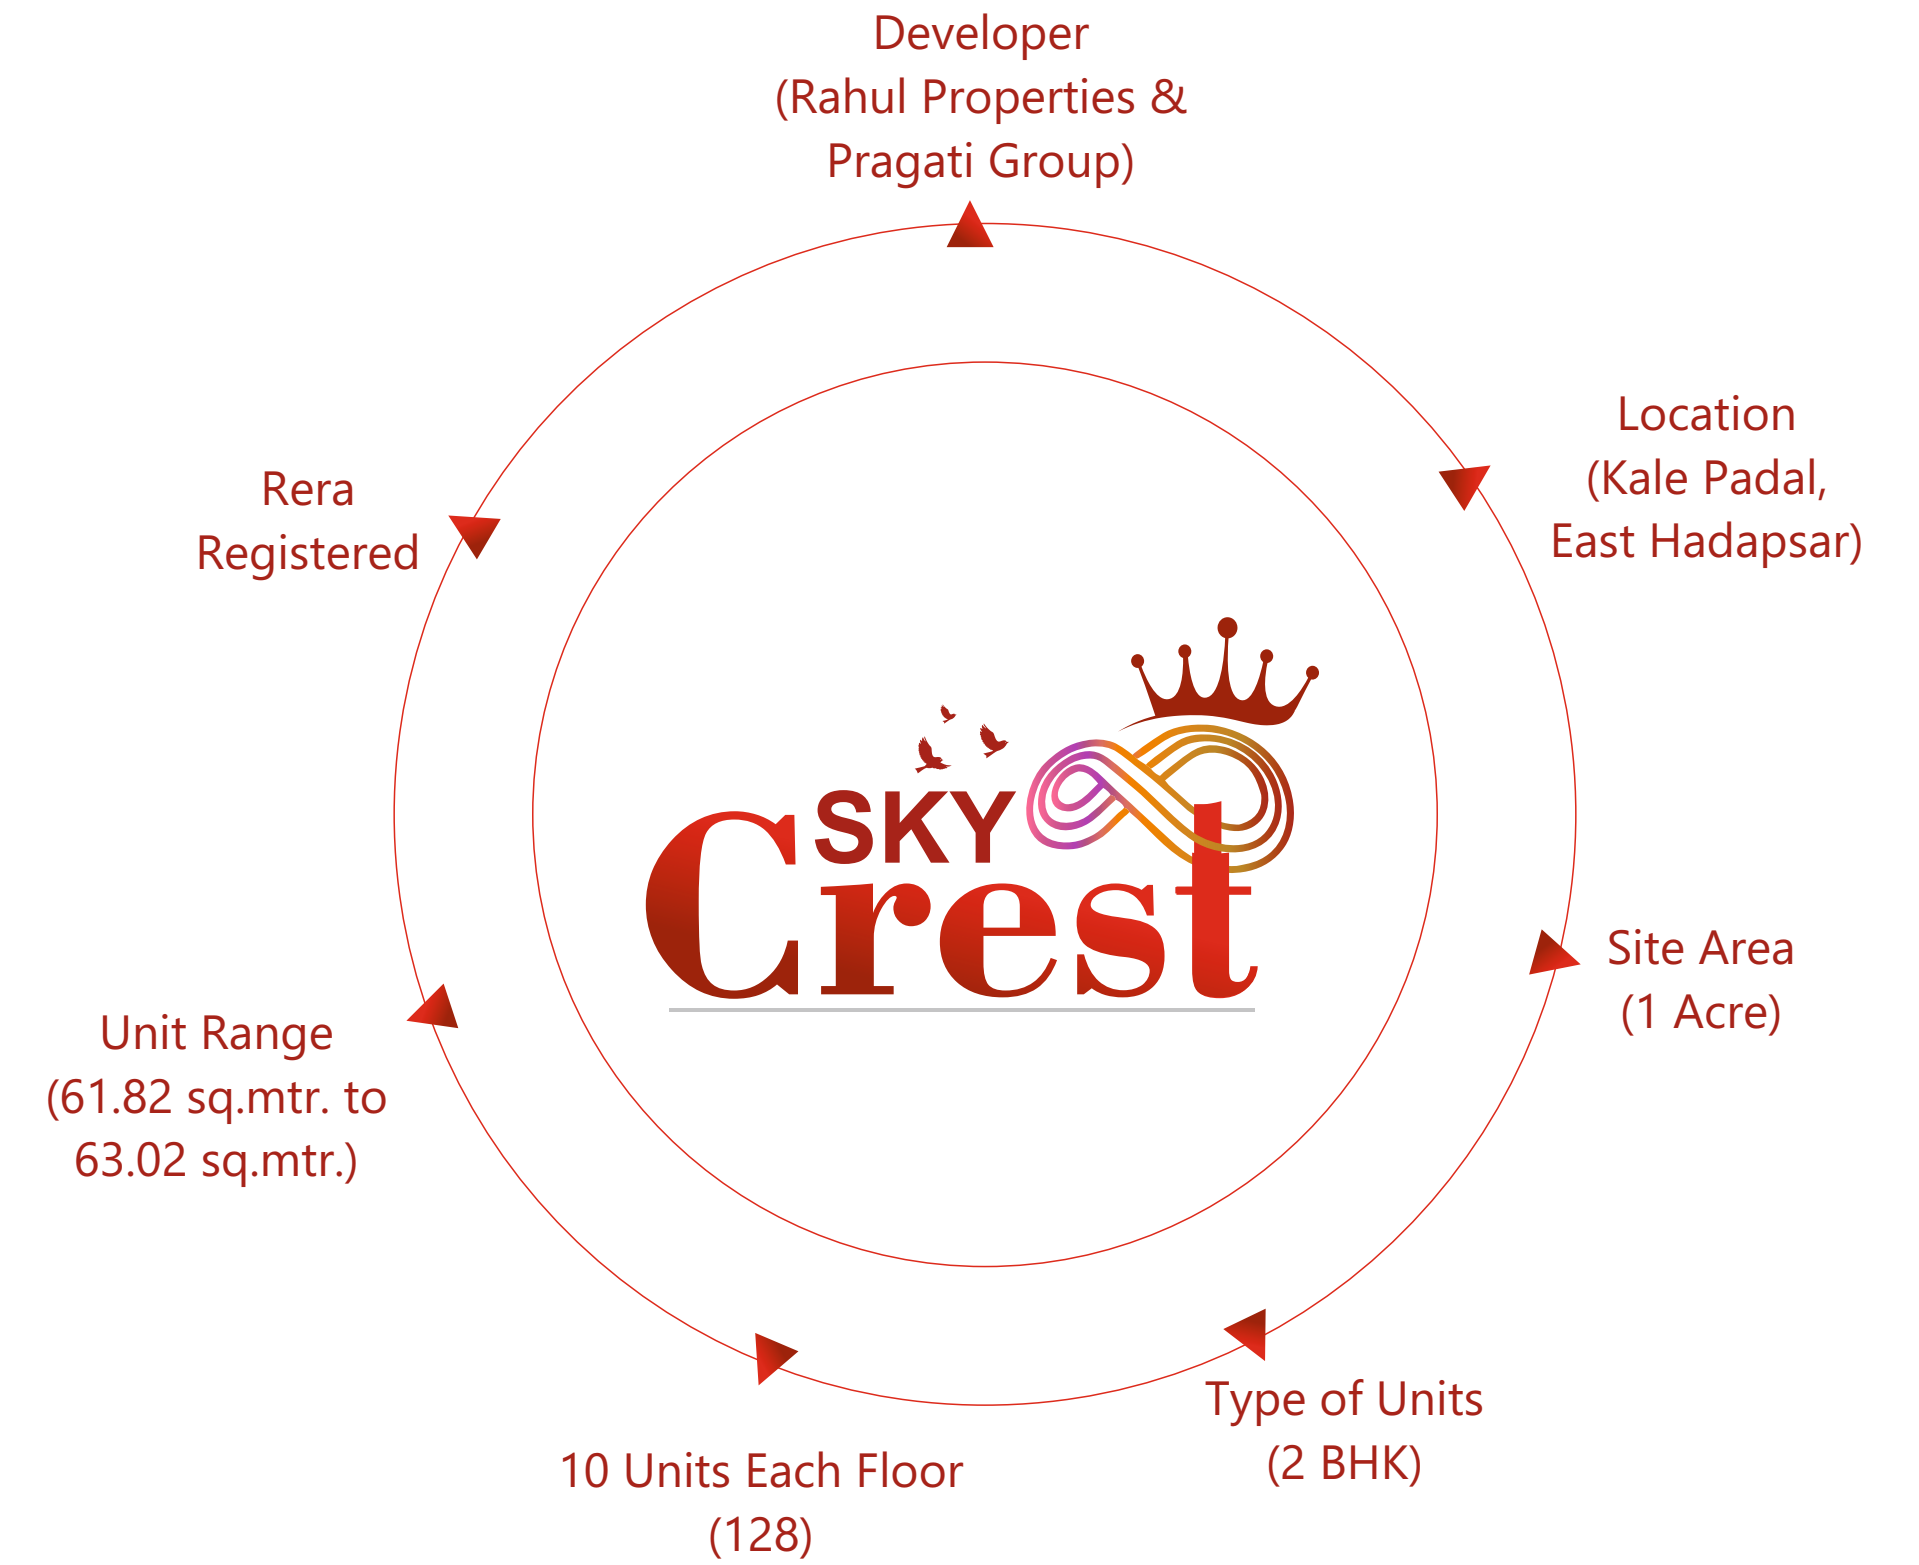 Developer
(Rahul Properties &
Pragati Group)
Location
(Kale Padal,
East Hadapsar)
Rera
Registered
SKY
Crest
Site Area
(1 Acre)
Unit Range
(61.82 sq.mtr. to
63.02 sq.mtr.)
Type of Units
(2 BHK)
10 Units Each Floor
(128)